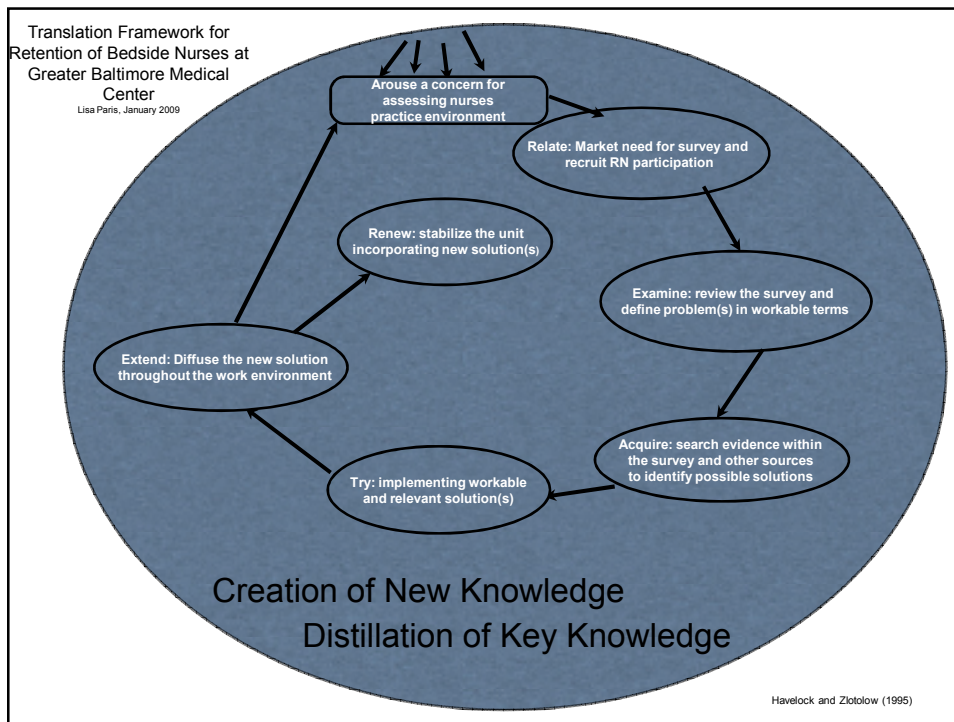 Translation Framework for
Retention of Bedside Nurses at
Greater Baltimore Medical
Center
Lisa Paris, January 2009
Arouse a concern for
assessing nurses
practice environment
Relate: Market need for survey and
recruit RN participation
Renew: stabilize the unit
incorporating new solution(s)
Examine: review the survey and
define problem(s) in workable terms
Extend: Diffuse the new solution
throughout the work environment
Acquire: search evidence within
the survey and other sources
to identify possible solutions
Try: implementing workable
and relevant solution(s)
Creation of New Knowledge
Distillation of Key Knowledge
Havelock and Zlotolow (1995)